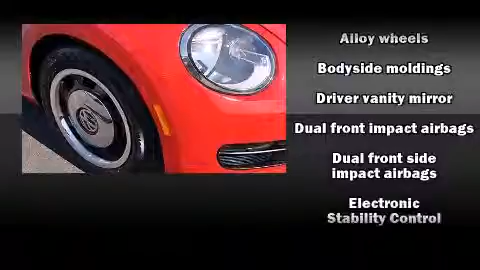 Alloy wheels
Bodyside moldings
Driver vanity mirror
Dual front impact airbags
Dual front side
impact airbags
Electronic
Stability Control